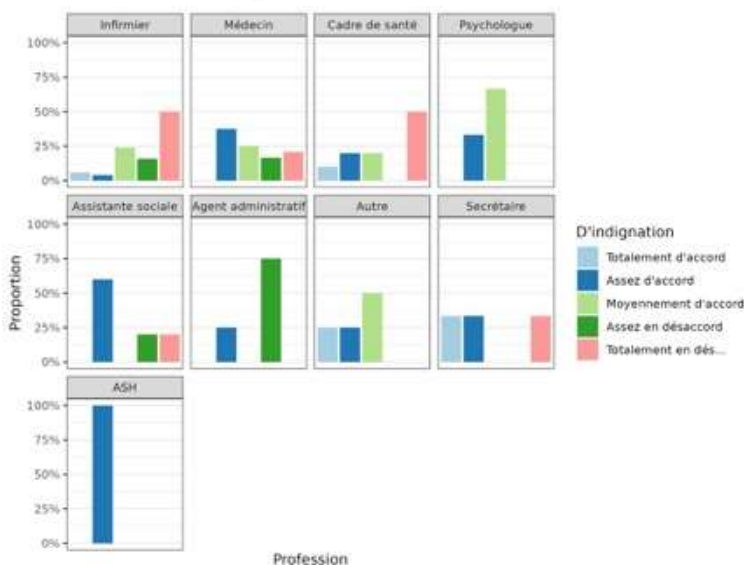 Infirmier
Médecin
Cadre de santé
Psychologue
100%
75%
50%
25%
0%
Assistante sociale
Agent administratif
Autre
Secrétaire
100%
75%
50%
25%
0%
ASH
100%
75%
50%
25%
0%
Proportion
Profession
D'indignation
Totalement d'accord
Assez d'accord
Moyennement d'accord
Assez en désaccord
Totalement en dés...